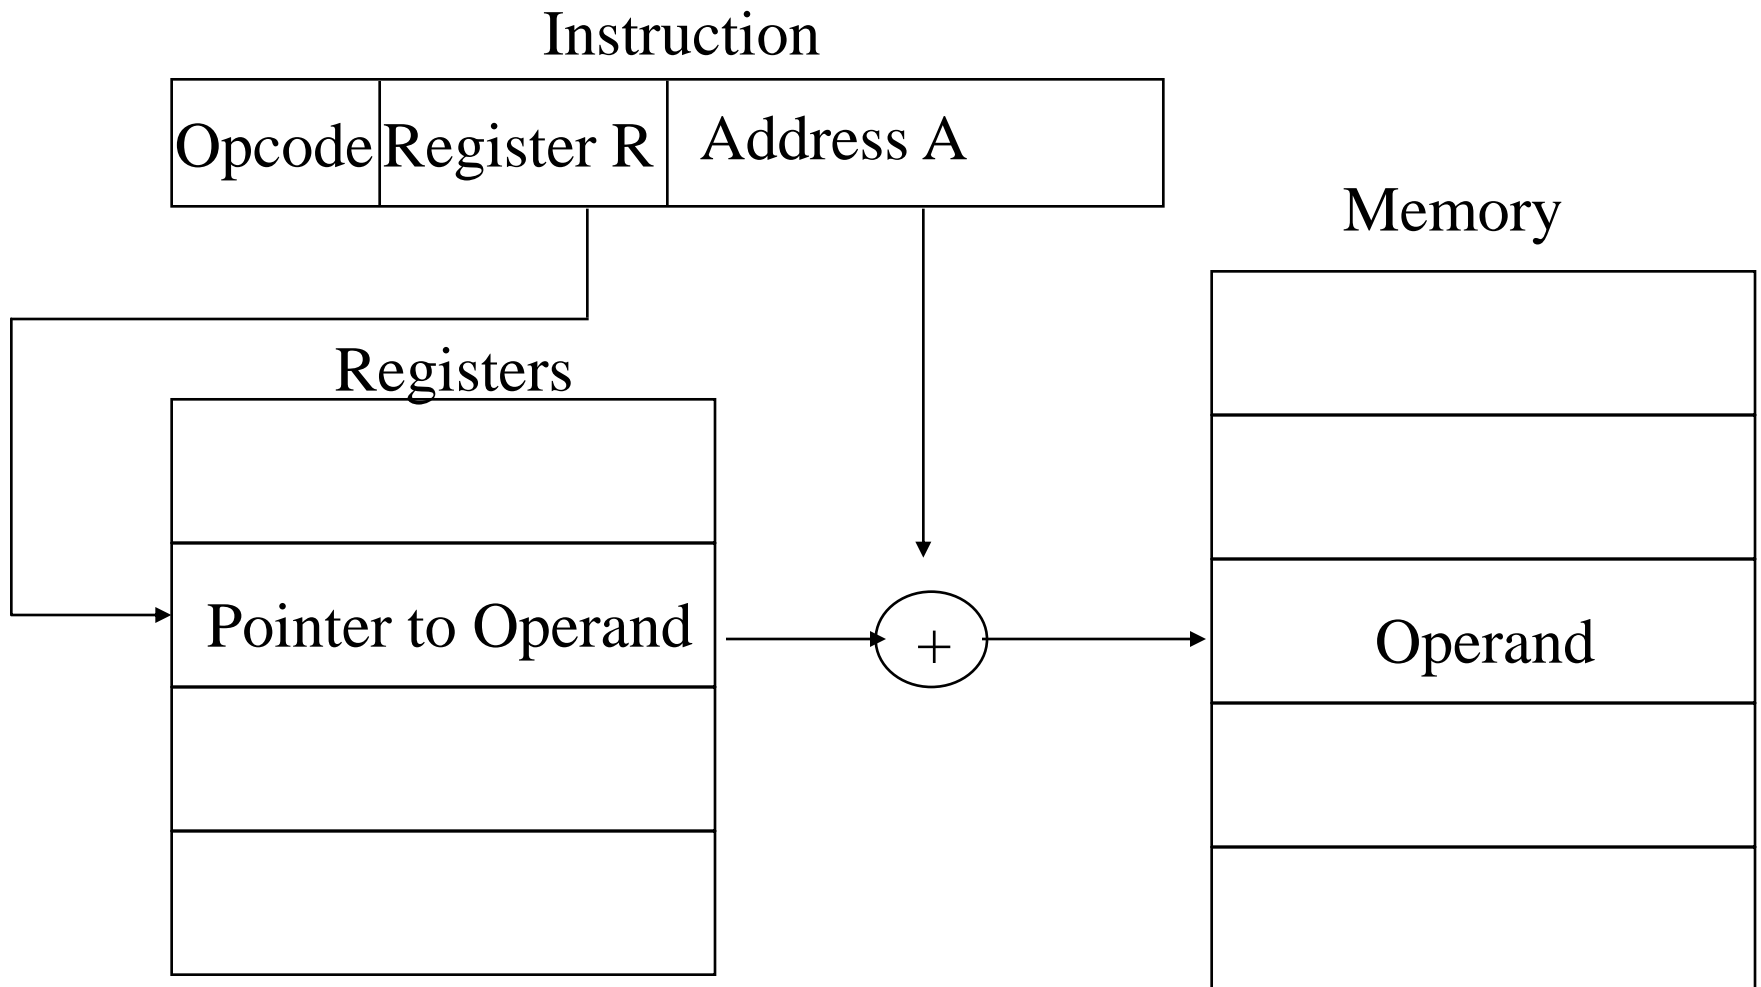 Instruction
Opcode Register R Address A
Memory
Registers
Pointer to Operand
+
Operand